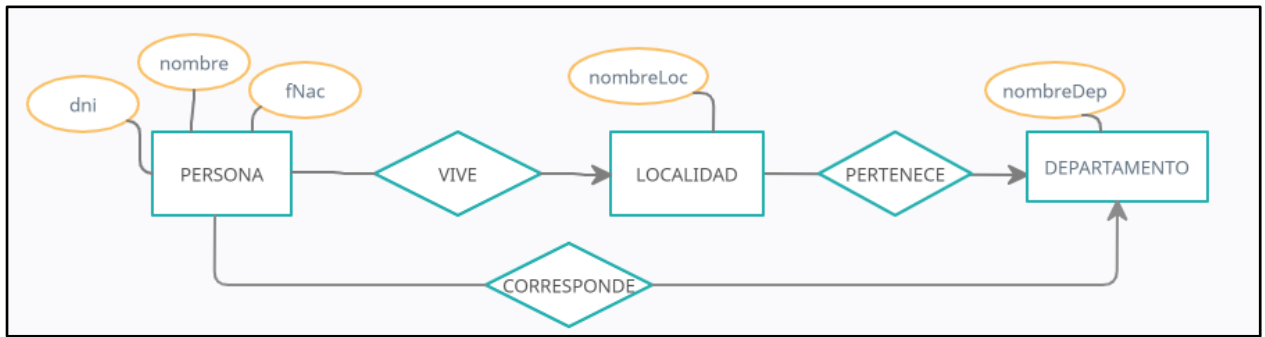 nombre
dni
fNac
nombreLoc
nombreDep
PERSONA
VIVE
LOCALIDAD
PERTENECE
DEPARTAMENTO
CORRESPONDE